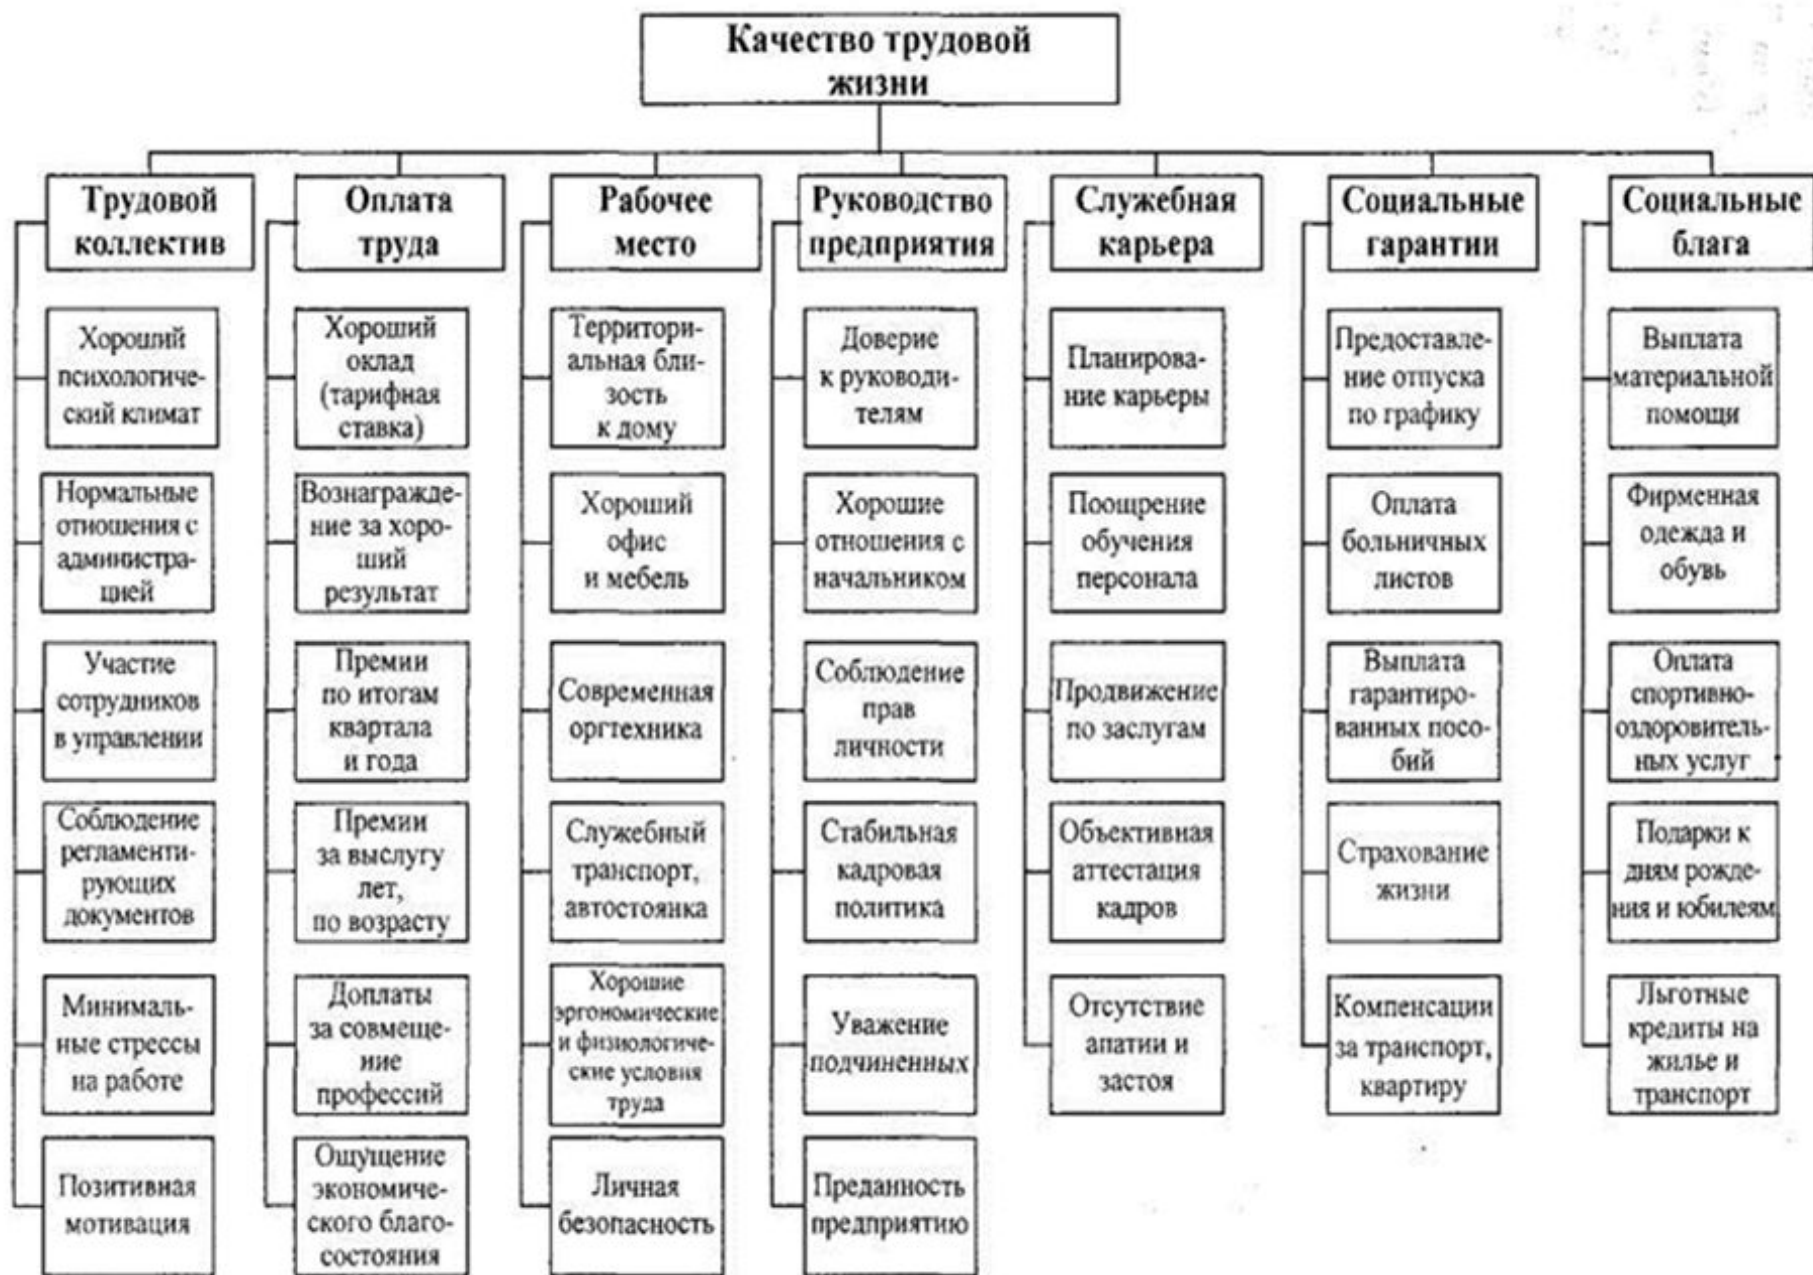 Качество трудовой
жизни
Трудовой
коллектив
Хороший
психологиче-
ский климат
Нормальные
отношения с
администра-
цией
Участие
сотрудников
в управлении
Соблюдение
регламенти-
рующих
документов
Минималь-
ные стрессы
на работе
Позитивная
мотивация
Оплата
труда
Хороший
оклад
(тарифная
ставка)
Вознагражде-
ние за хоро-
ший
результат
Премии
по итогам
квартала
и года
Премии
за выслугу
лет,
по возрасту
Доплаты
за совмеще-
ние
профессий
Ощущение
экономиче-
ского благо-
состояния
Рабочее
место
Территори-
альная бли-
зость
к дому
Хороший
офис
и мебель
Современная
оргтехника
Служебный
транспорт,
автостоянка
Хорошие
эргономические
и физиологиче-
ские условия
труда
Личная
безопасность
Руководство
предприятия
Доверие
к руководи-
телям
Хорошие
отношения с
начальником
Соблюдение
прав
личности
Стабильная
кадровая
политика
Уважение
подчиненных
Преданность
предприятию
Служебная
карьера
Планирова-
ние карьеры
Поощрение
обучения
персонала
Продвижение
по заслугам
Объективная
аттестация
кадров
Отсутствие
апатии и
застоя
Социальные
гарантии
Предоставле-
ние отпуска
по графику
Оплата
больничных
листов
Выплата
гарантиро-
ванных посо-
бий
Страхование
жизни
Компенсации
за транспорт,
квартиру
Социальные
блага
Выплата
материальной
помощи
Фирменная
одежда и
обувь
Оплата
спортивно-
оздоровитель-
ных услуг
Подарки к
дням рожде-
ния и юбилеям
Льготные
кредиты на
жилье и
транспорт